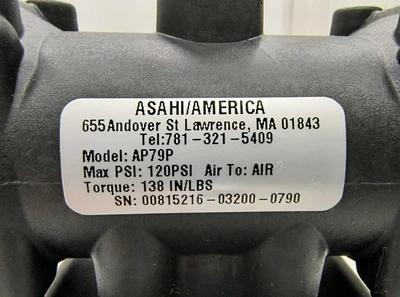 ASAHI/AMERICA
655Andover St Lawrence, MA 01843
Tel:781-321-5409
Model: AP79P
Max PSI: 120PSI Air To: AIR
Torque: 138 IN/LBS
SN: 00815216-03200-0790